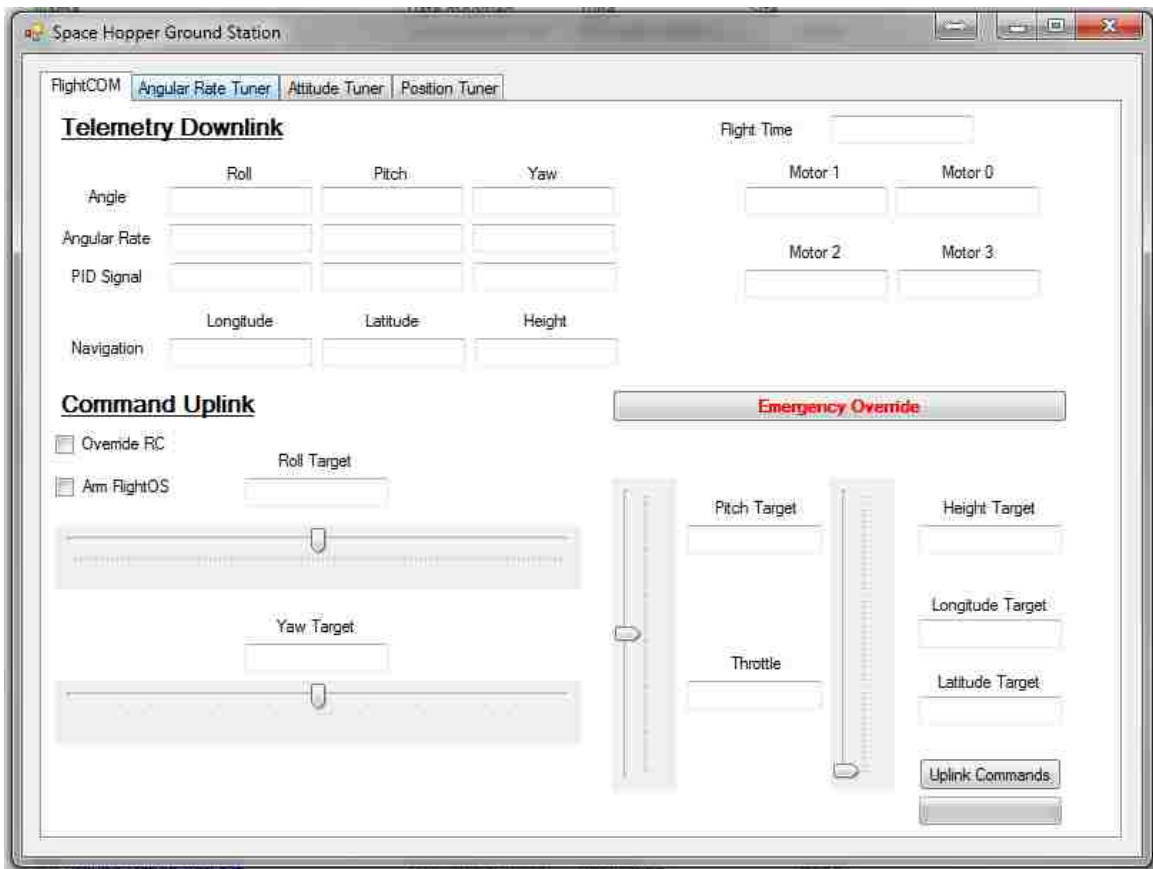 Space Hopper Ground Station
FlightCOM Angular Rate Tuner Attitude Tuner Position Tuner
Telemetry Downlink
Flight Time
Roll Pitch Yaw
Motor 1 Motor 0
Angle
Angular Rate
Motor 2 Motor 3
PID Signal
Longitude Latitude Height
Navigation
Command Uplink
Emergency Override
Override RC
Roll Target
Arm FlightOS
Pitch Target
Height Target
Longitude Target
Yaw Target
Throttle
Latitude Target
Uplink Commands